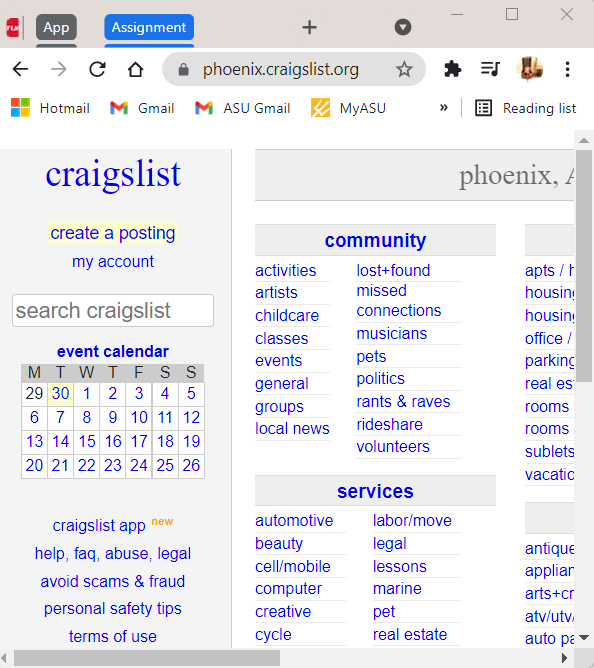 App
Assignment
phoenix.craigslist.org
Hotmail
Gmail
ASU Gmail
MyASU
»
Reading list
craigslist
create a posting
my account
search craigslist
event calendar
M T W T F S S
29 30 1 2 3 4 5
6 7 8 9 10 11 12
13 14 15 16 17 18 19
20 21 22 23 24 25 26
craigslist app new
help, faq, abuse, legal
avoid scams & fraud
personal safety tips
terms of use
phoenix, A
community
activities
artists
childcare
classes
events
general
groups
local news
lost+found
missed
connections
musicians
pets
politics
rants & raves
rideshare
volunteers
services
automotive
beauty
cell/mobile
computer
creative
cycle
labor/move
legal
lessons
marine
pet
real estate
apts / h
housing
housing
office /
parking
real est
rooms
rooms
sublets
vacatio
antique
applian
arts+cr
atv/utv/
auto pa